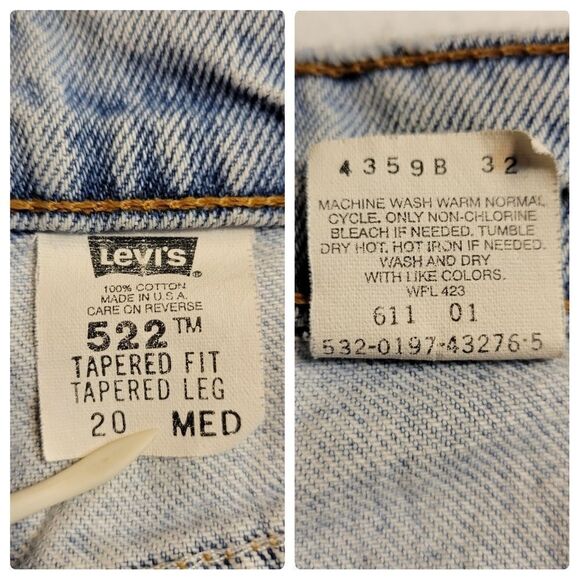 Levi's
100% COTTON
MADE IN U.S.A.
CARE ON REVERSE
522™
TAPERED FIT
TAPERED LEG
20 MED
4359B 32
MACHINE WASH WARM NORMAL
CYCLE. ONLY NON-CHLORINE
BLEACH IF NEEDED. TUMBLE
DRY HOT. HOT IRON IF NEEDED.
WASH AND DRY
WITH LIKE COLORS.
WPL 423
611 01
532-0197-43276-5